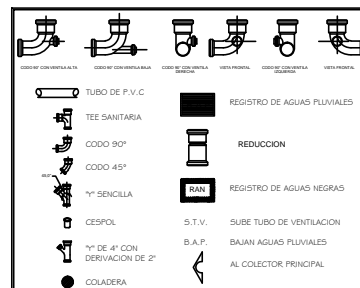 CODO 90° CON VENTILA ALTA
CODO 90° CON VENTILA BAJA
CODO 90° CON VENTILA DERECHA
VISTA FRONTAL
CODO 90° CON VENTILA IZQUIERDA
VISTA FRONTAL
TUBO DE P.V.C
TEE SANITARIA
CODO 90°
CODO 45°
"Y" SENCILLA
CESPOL
"Y" DE 4" CON
DERIVACION DE 2"
COLADERA
REGISTRO DE AGUAS PLUVIALES
REDUCCION
RAN
REGISTRO DE AGUAS NEGRAS
S.T.V.
SUBE TUBO DE VENTILACION
B.A.P.
BAJAN AGUAS PLUVIALES
AL COLECTOR PRINCIPAL